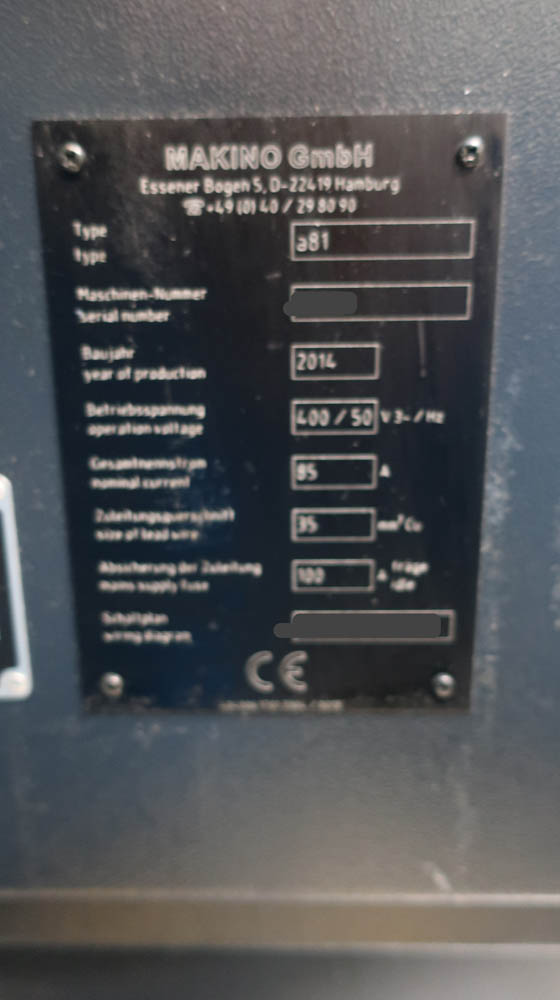 MAKINO GmbH
Essener Bogen 5, D-22419 Hamburg
☎ +49 (0) 40 / 29 80 90
Type
type
a81
Maschinen-Nummer
Serial number
Baujahr
year of production
2014
Betriebsspannung
operation voltage
400 / 50 V 3~ / Hz
Gesamtnennstrom
nominal current
85 A
Zuleitungsquerschnitt
size of lead wire
35 mm² Cu
Absicherung der Zuleitung
mains supply fuse
100 A träge
Schaltplan
wiring diagram
CE